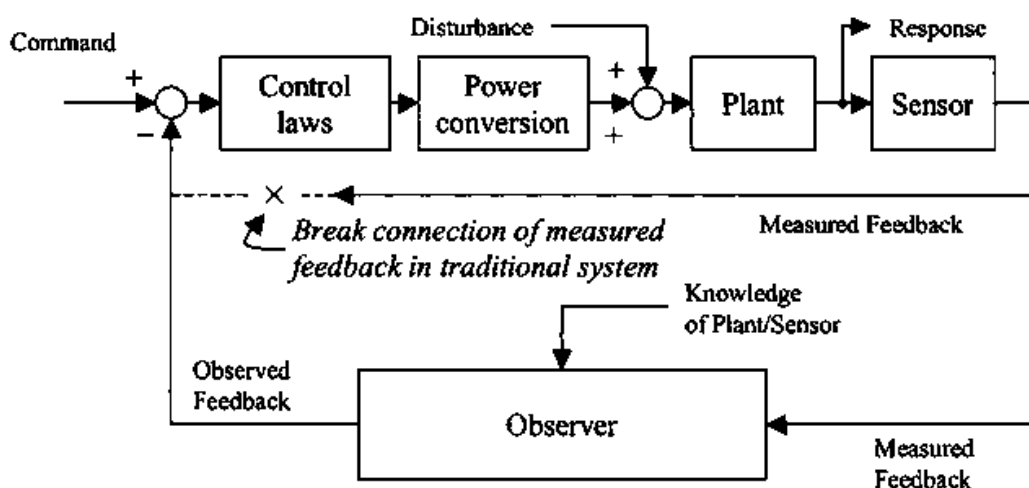 Command
Disturbance
Response
+
Control
laws
Power
conversion
+
+
Plant
Sensor
−
×
Break connection of measured
feedback in traditional system
Measured Feedback
Knowledge
of Plant/Sensor
Observed
Feedback
Observer
Measured
Feedback